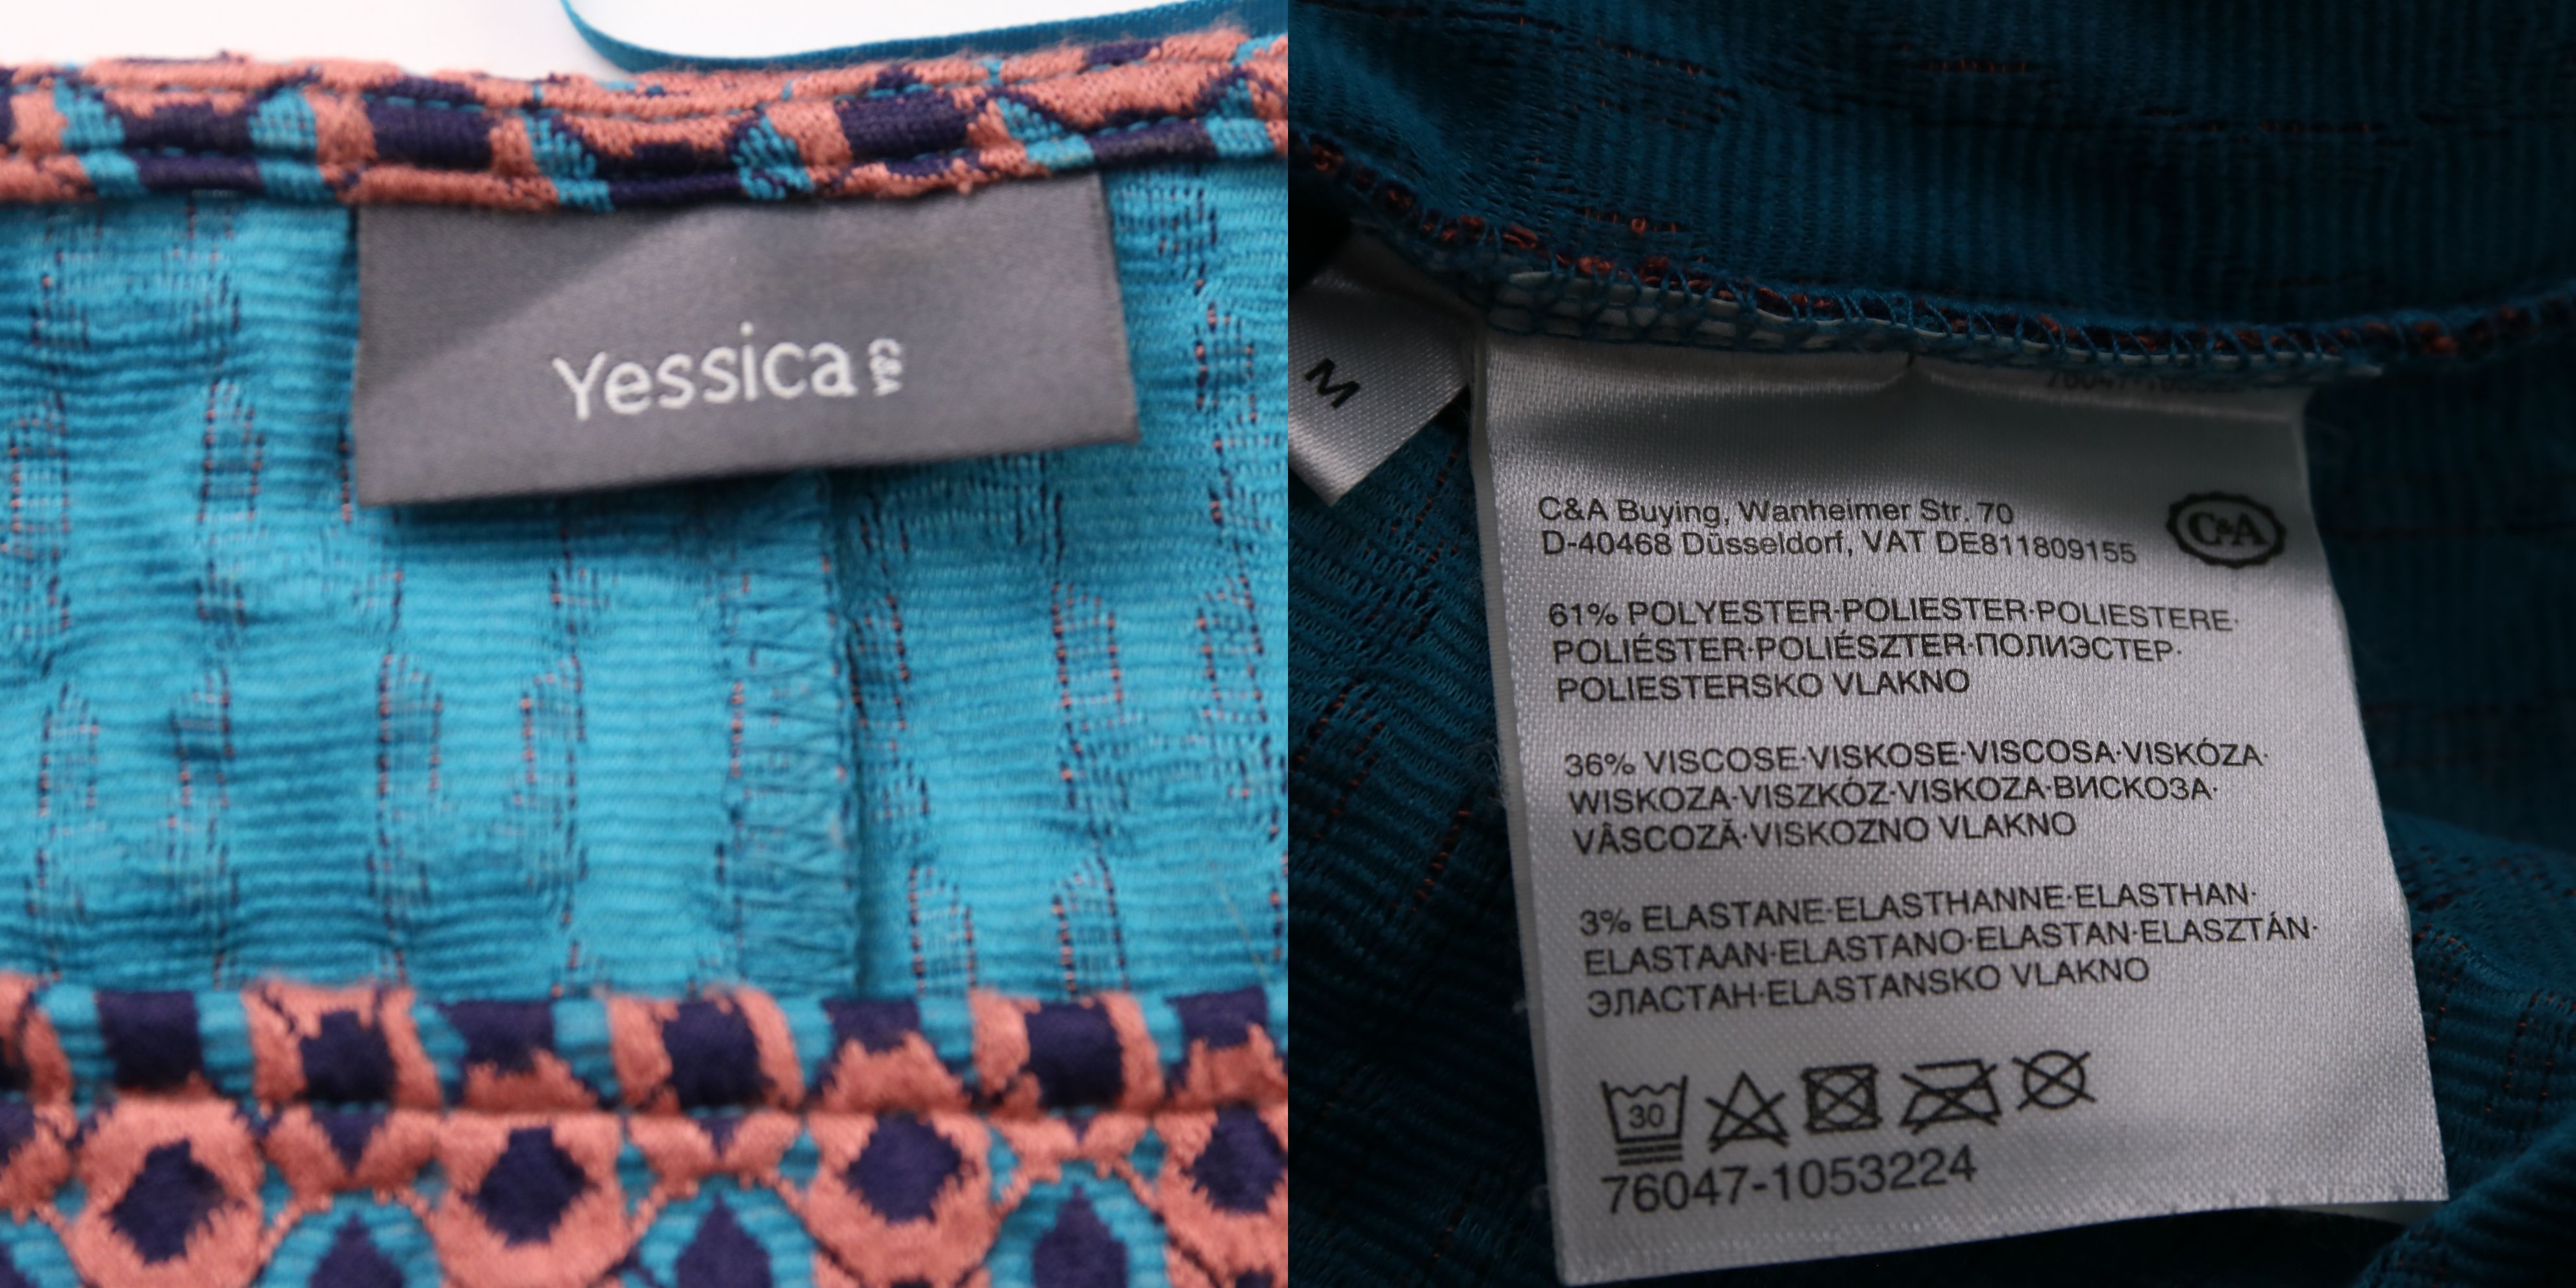 Yessica C&A
M
C&A Buying, Wanheimer Str. 70
D-40468 Düsseldorf, VAT DE811809155
C&A
61% POLYESTER·POLIESTER·POLIESTERE·
POLIÉSTER·POLIÉSZTER·ПОЛИЭСТЕР·
POLIESTERSKO VLAKNO
36% VISCOSE·VISKOSE·VISCOSA·VISKÓZA·
WISKOZA·VISZKÓZ·VISKOZA·ВИСКОЗА·
VÂSCOZĂ·VISKOZNO VLAKNO
3% ELASTANE·ELASTHANNE·ELASTHAN·
ELASTAAN·ELASTANO·ELASTAN·ELASZTÁN·
ЭЛАСТАН·ELASTANSKO VLAKNO
30
76047-1053224